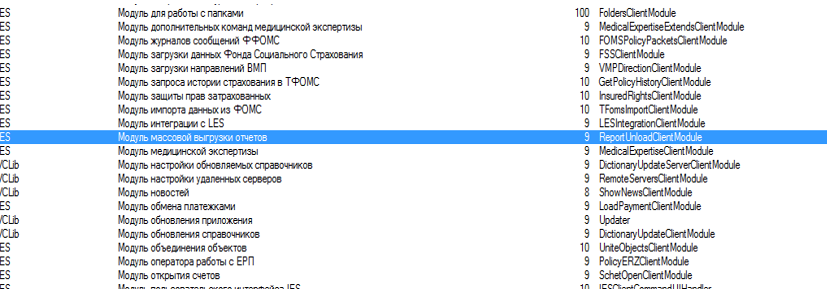 ES Модуль для работы с папками 100 FoldersClientModule
ES Модуль дополнительных команд медицинской экспертизы 9 MedicalExpertiseExtendsClientModule
ES Модуль журналов сообщений ФФОМС 10 FOMSPolicyPacketsClientModule
ES Модуль загрузки данных Фонда Социального Страхования 9 FSSClientModule
ES Модуль загрузки направлений ВМП 9 VMPDirectionClientModule
ES Модуль запроса истории страхования в ТФОМС 10 GetPolicyHistoryClientModule
ES Модуль защиты прав затрахованных 10 InsuredRightsClientModule
ES Модуль импорта данных из ФОМС 10 TFomsImportClientModule
ES Модуль интеграции с LES 9 LESIntegrationClientModule
ES Модуль массовой выгрузки отчетов 9 ReportUnloadClientModule
ES Модуль медицинской экспертизы 9 MedicalExpertiseClientModule
/CLib Модуль настройки обновляемых справочников 9 DictionaryUpdateServerClientModule
/CLib Модуль настройки удаленных серверов 9 RemoteServersClientModule
/CLib Модуль новостей 8 ShowNewsClientModule
ES Модуль обмена платежками 9 LoadPaymentClientModule
/CLib Модуль обновления приложения 9 Updater
/CLib Модуль обновления справочников 9 DictionaryUpdateClientModule
ES Модуль объединения объектов 10 UniteObjectsClientModule
ES Модуль оператора работы с ЕРП 9 PolicyERZClientModule
ES Модуль открытия счетов 9 SchetOpenClientModule
ES Модуль пользовательского интерфейса IES 10 IESClientCommandUIHandler